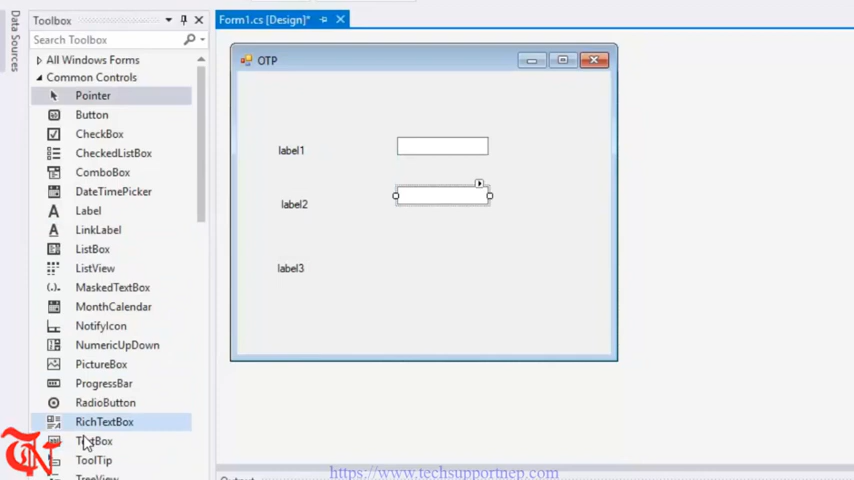 Data Sources
Toolbox
Search Toolbox
All Windows Forms
Common Controls
Pointer
Button
CheckBox
CheckedListBox
ComboBox
DateTimePicker
Label
LinkLabel
ListBox
ListView
MaskedTextBox
MonthCalendar
NotifyIcon
NumericUpDown
PictureBox
ProgressBar
RadioButton
RichTextBox
TextBox
ToolTip
TreeView
Form1.cs [Design]*
OTP
label1
label2
label3
https://www.techsupportnep.com